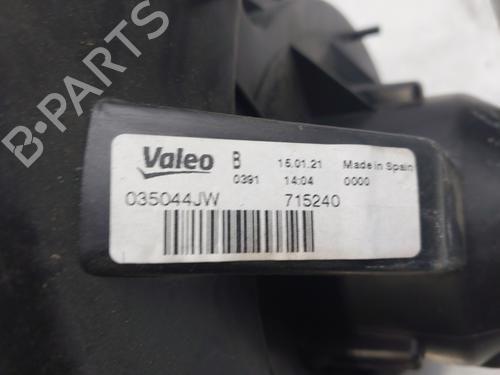 B-PARTS
Valeo B 15.01.21 Made in Spain
0391 14:04 0000
035044JW 715240